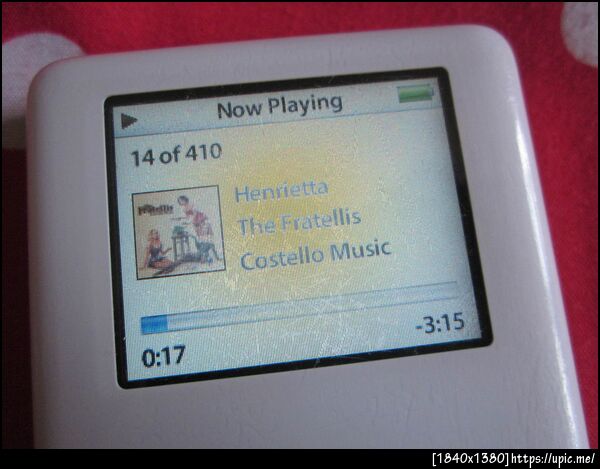 Now Playing
14 of 410
Henrietta
The Fratellis
Costello Music
0:17
-3:15
[1840x1380]https://upic.me/